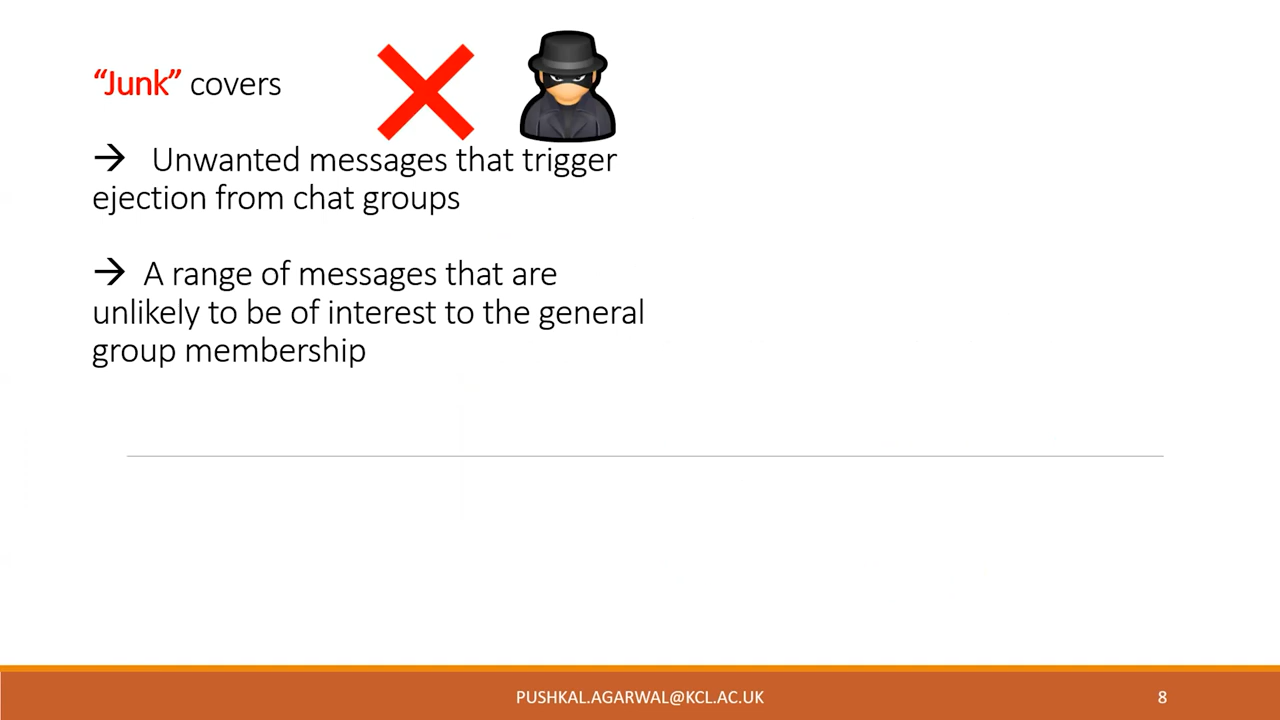 “Junk” covers
→ Unwanted messages that trigger
ejection from chat groups
→ A range of messages that are
unlikely to be of interest to the general
group membership
PUSHKAL.AGARWAL@KCL.AC.UK
8